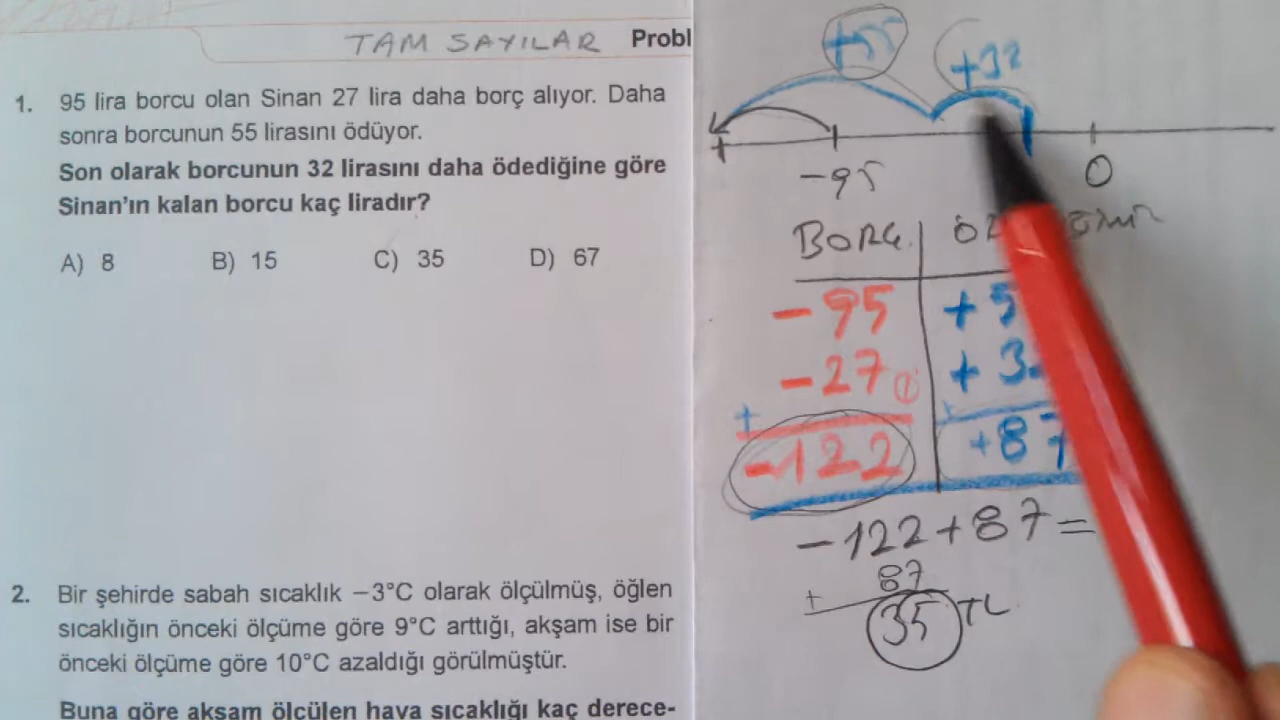 TAM SAYILAR Probl
1. 95 lira borcu olan Sinan 27 lira daha borç alıyor. Daha
sonra borcunun 55 lirasını ödüyor.
Son olarak borcunun 32 lirasını daha ödediğine göre
Sinan'ın kalan borcu kaç liradır?
A) 8 B) 15 C) 35 D) 67
2. Bir şehirde sabah sıcaklık −3°C olarak ölçülmüş, öğlen
sıcaklığın önceki ölçüme göre 9°C arttığı, akşam ise bir
önceki ölçüme göre 10°C azaldığı görülmüştür.
Buna göre akşam ölçülen hava sıcaklığı kaç derece-
+55 +32
-95 0
BORÇ
-95 +5
-27 +3
+
-122 +87
-122+87=
87
+
35 TL